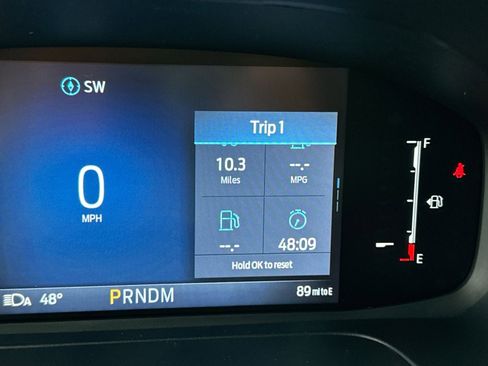 SW
Trip 1
F
10.3
--.-
Miles
MPG
0
MPH
--.-
48:09
Hold OK to reset
E
A
48°
PRNDM
89 mi to E